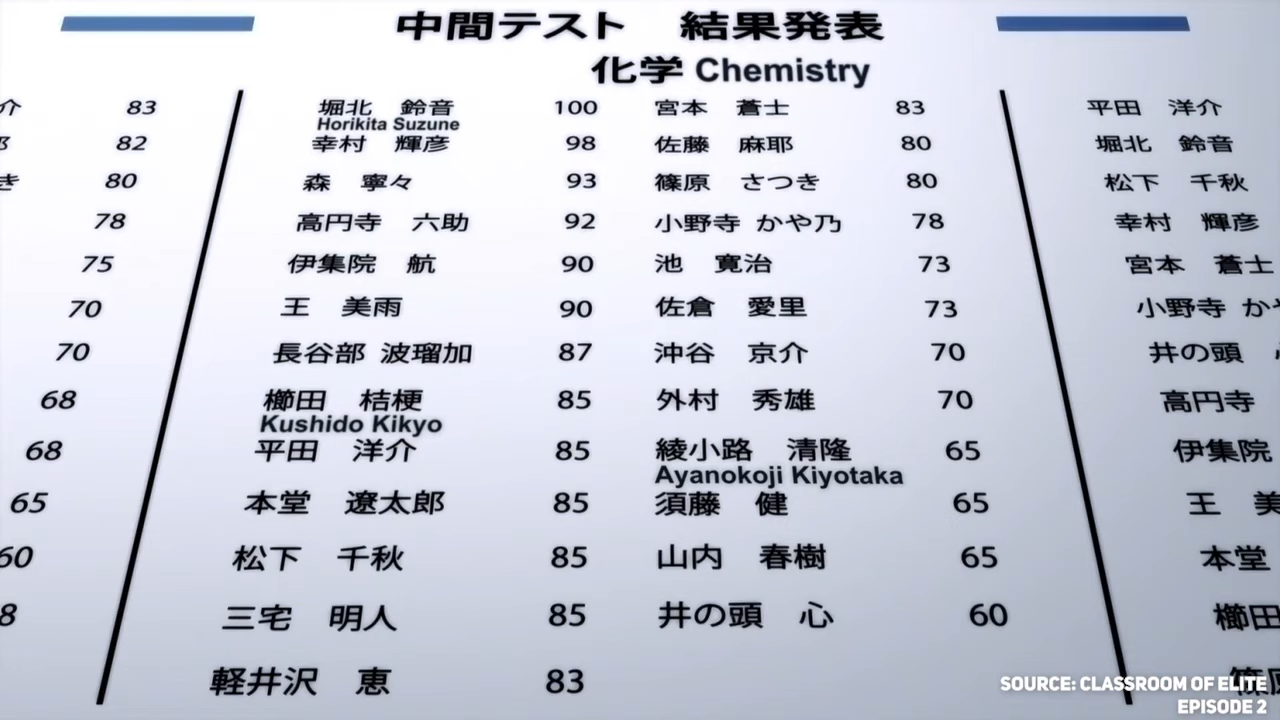 中間テスト 結果発表
化学 Chemistry
介 83
82
き 80
78
75
70
70
68
68
65
60
8
堀北 鈴音 100
Horikita Suzune
幸村 輝彦 98
森 寧々 93
高円寺 六助 92
伊集院 航 90
王 美雨 90
長谷部 波瑠加 87
櫛田 桔梗 85
Kushido Kikyo
平田 洋介 85
本堂 遼太郎 85
松下 千秋 85
三宅 明人 85
軽井沢 恵 83
宮本 蒼士 83
佐藤 麻耶 80
篠原 さつき 80
小野寺 かや乃 78
池 寛治 73
佐倉 愛里 73
沖谷 京介 70
外村 秀雄 70
綾小路 清隆 65
Ayanokoji Kiyotaka
須藤 健 65
山内 春樹 65
井の頭 心 60
平田 洋介
堀北 鈴音
松下 千秋
幸村 輝彦
宮本 蒼士
小野寺 かや
井の頭
高円寺
伊集院
王 美
本堂
櫛田
SOURCE: CLASSROOM OF ELITE
EPISODE 2